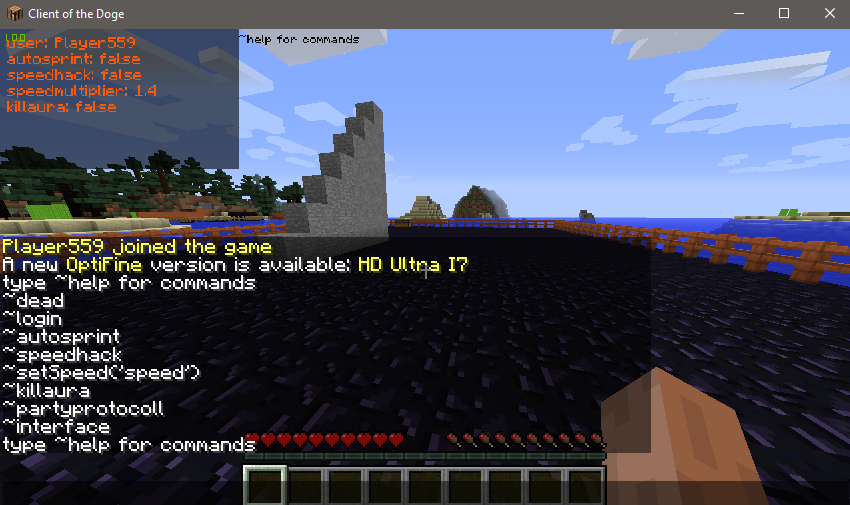 Client of the Doge
100
~help for commands
user: Player559
autosprint: false
speedhack: false
speedmultiplier: 1.4
killaura: false
Player559 joined the game
A new OptiFine version is available: HD Ultra I7
type ~help for commands
~dead
~login
~autosprint
~speedhack
~setSpeed('speed')
~killaura
~partyprotocoll
~interface
type ~help for commands